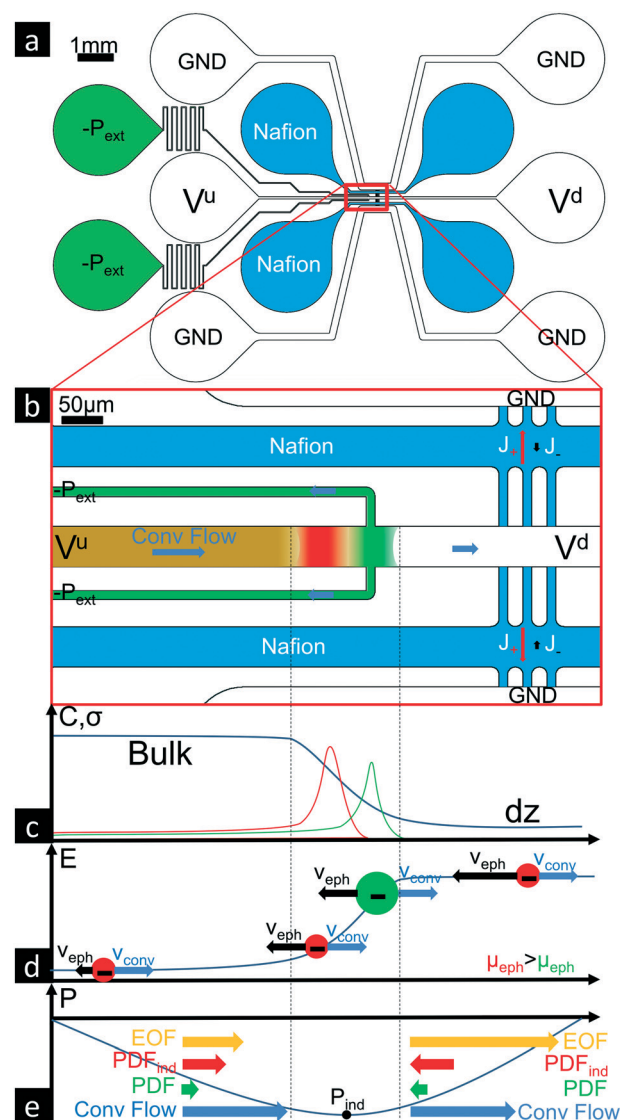 a
1mm
GND
GND
-Pext
Nafion
Vu
Vd
-Pext
Nafion
GND
GND
b
50μm
GND
Nafion
J+
J-
-Pext
Vu
Conv Flow
Vd
-Pext
Nafion
J+
J-
GND
C,σ
Bulk
dz
c
E
veph
vconv
veph
vconv
veph
vconv
veph
vconv
μeph>μeph
d
P
EOF
EOF
PDFind
PDFind
PDF
Pind
PDF
Conv Flow
Conv Flow
e